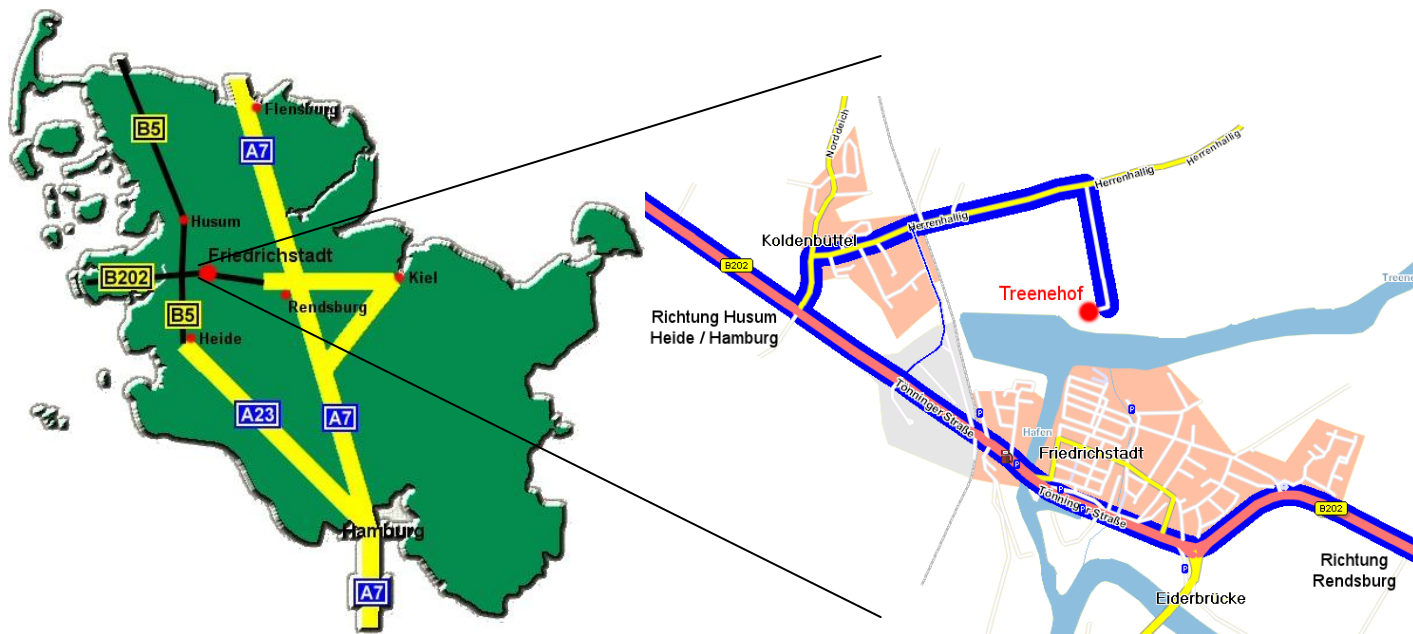 B5
A7
Flensburg
Husum
Friedrichstadt
B202
Kiel
Rendsburg
B5
Heide
A23
A7
Hamburg
A7
Norddeich
Herrenhallig
Herrenhallig
Herrenhallig
Koldenbüttel
B202
Treenehof
Treene
Richtung Husum
Heide / Hamburg
Tönninger Straße
P
P
Hafen
Friedrichstadt
P
P
P
Tönninger Straße
B202
P
Richtung
Rendsburg
Eiderbrücke